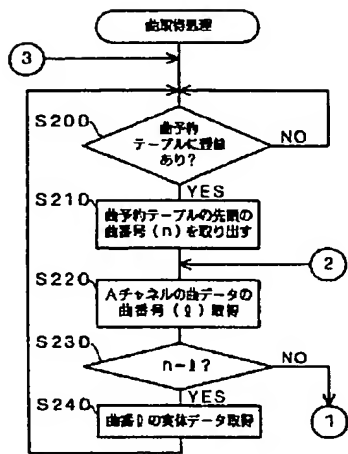 曲取得処理
3
S200
曲予約
テーブルに登録
あり?
NO
YES
S210
曲予約テーブルの先頭の
曲番号(n)を取り出す
2
S220
Aチャネルの曲データの
曲番号(ℓ)取得
S230
n=ℓ?
NO
YES
S240
曲番ℓの実体データ取得
1